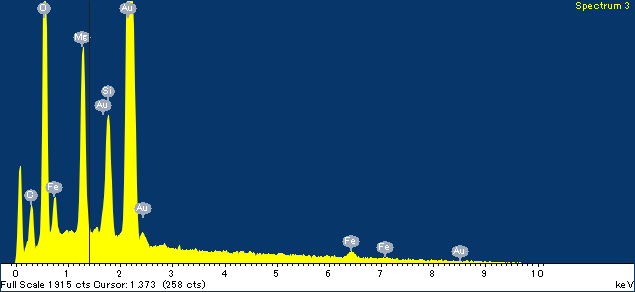 Spectrum 3
O Au
Mg
Si
Au
Fe
Au
Fe
Fe
Au
0 1 2 3 4 5 6 7 8 9 10
Full Scale 1915 cts Cursor: 1.373 (258 cts) keV